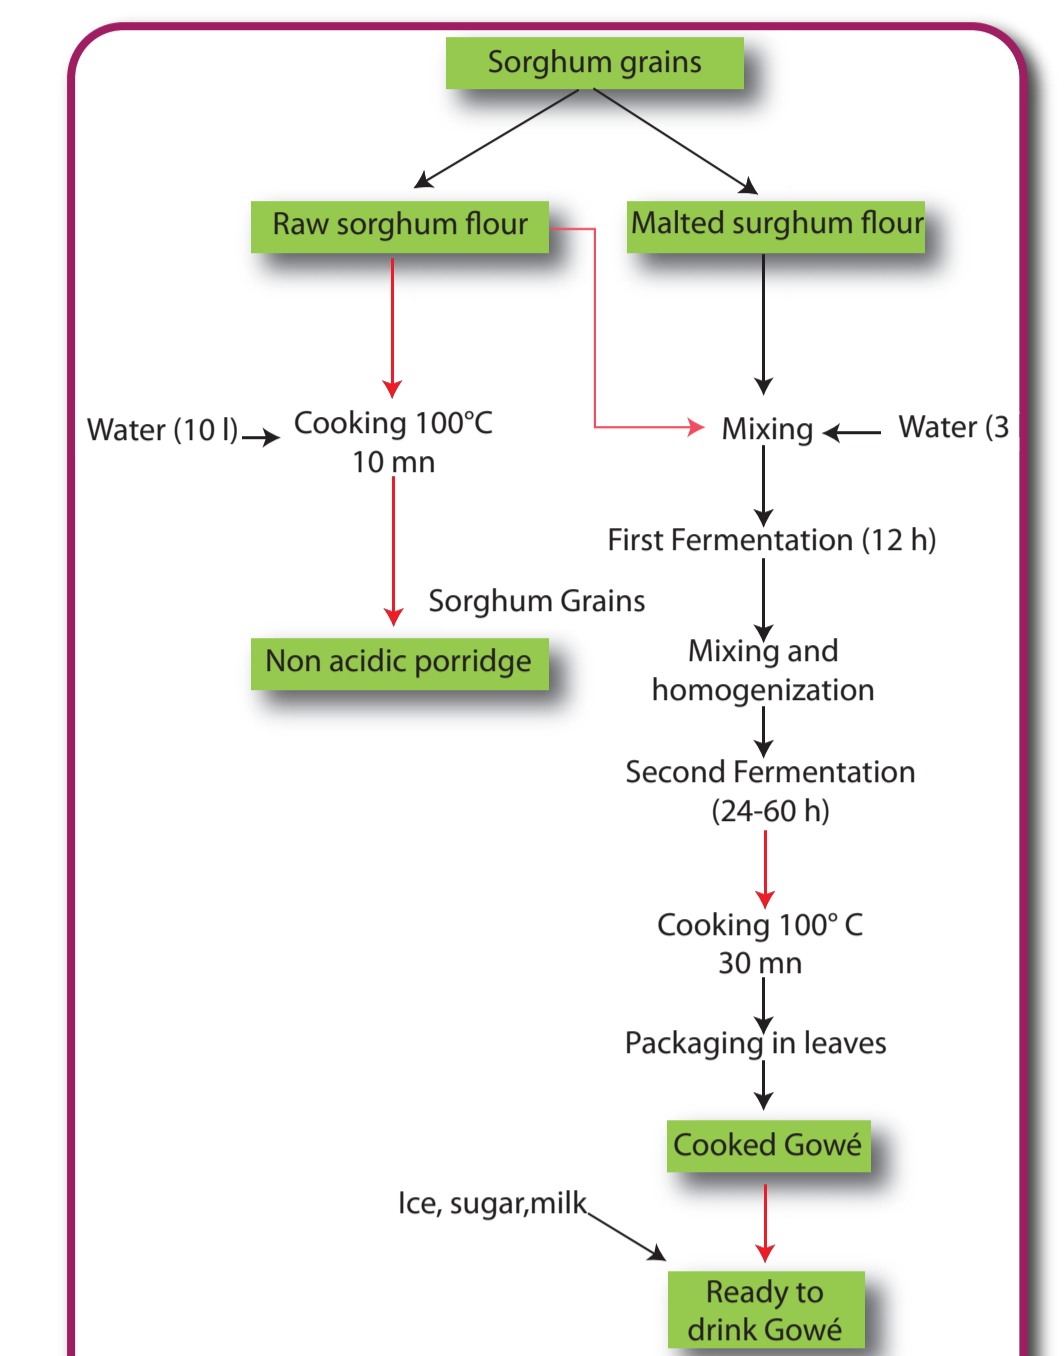 Sorghum grains
Raw sorghum flour
Malted surghum flour
Water (10 l)
Cooking 100°C
10 mn
Mixing
Water (3
First Fermentation (12 h)
Sorghum Grains
Non acidic porridge
Mixing and
homogenization
Second Fermentation
(24-60 h)
Cooking 100° C
30 mn
Packaging in leaves
Cooked Gowé
Ice, sugar,milk
Ready to
drink Gowé